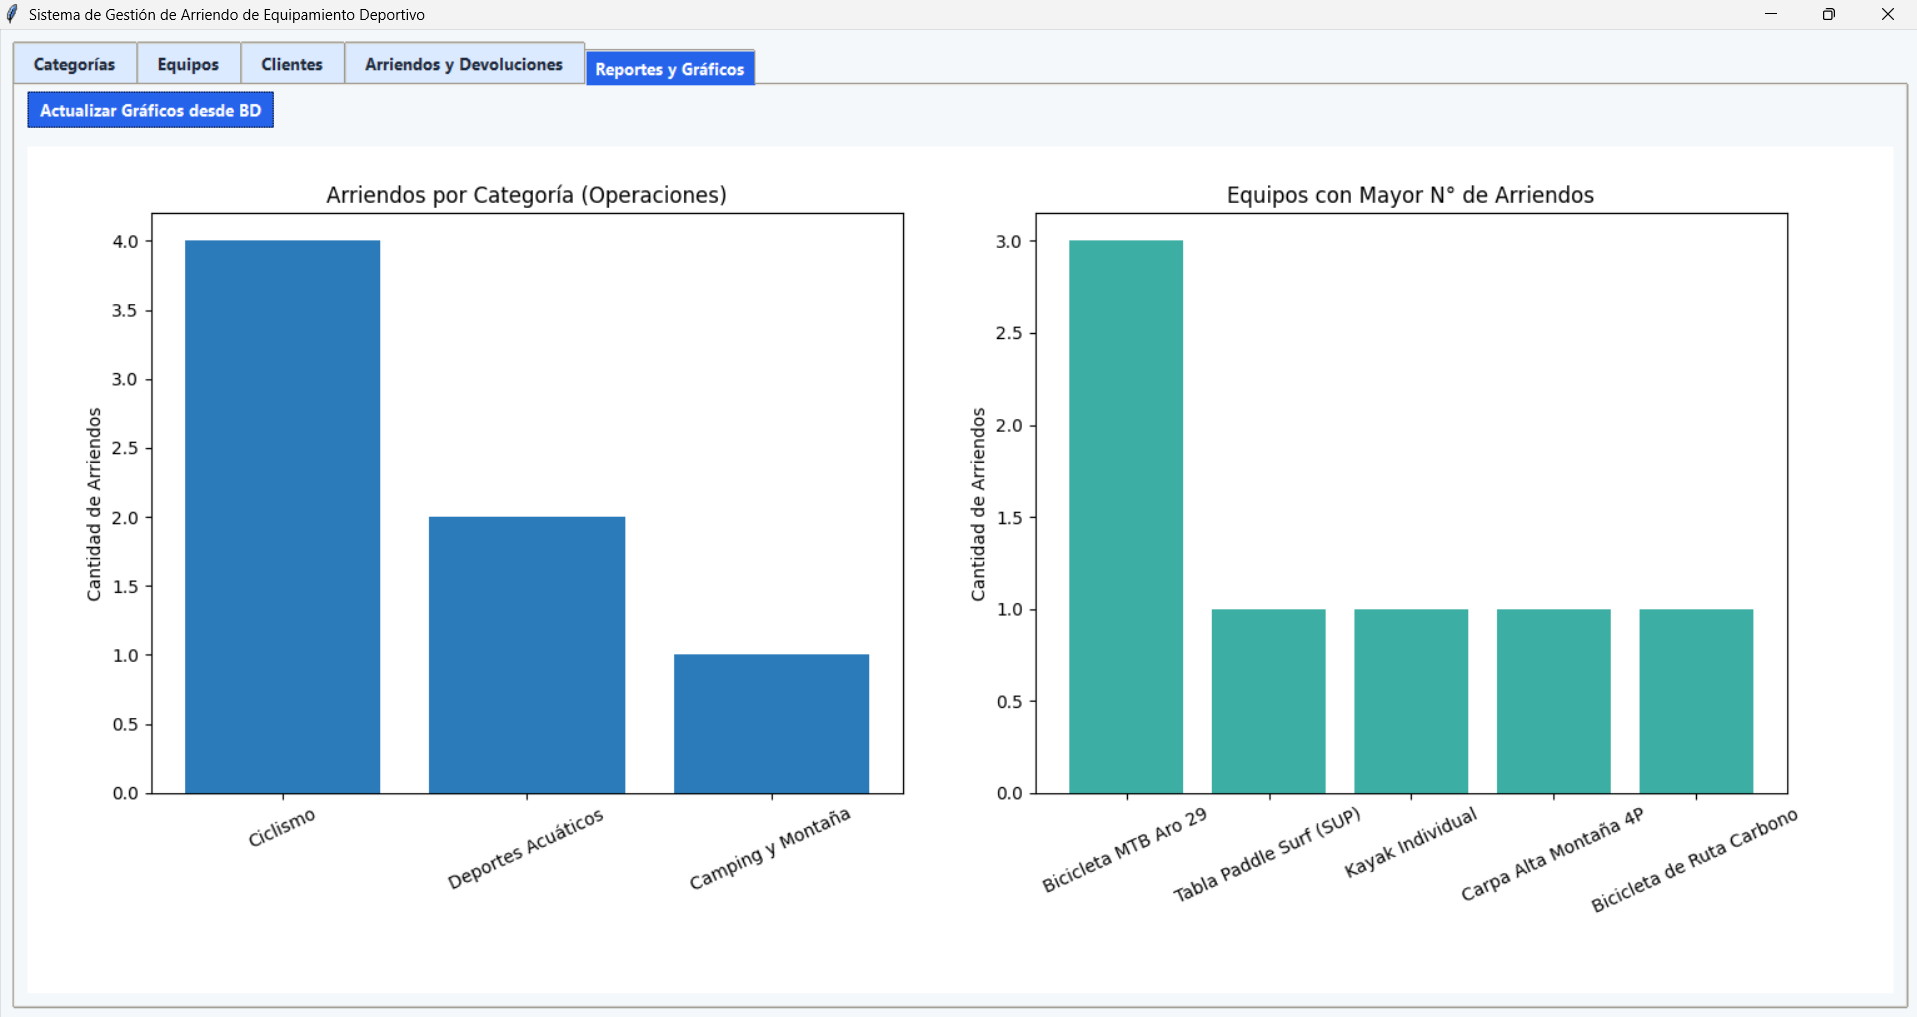 Sistema de Gestión de Arriendo de Equipamiento Deportivo
Categorías
Equipos
Clientes
Arriendos y Devoluciones
Reportes y Gráficos
Actualizar Gráficos desde BD
Arriendos por Categoría (Operaciones)
Cantidad de Arriendos
4.0
3.5
3.0
2.5
2.0
1.5
1.0
0.5
0.0
Ciclismo
Deportes Acuáticos
Camping y Montaña
Equipos con Mayor N° de Arriendos
Cantidad de Arriendos
3.0
2.5
2.0
1.5
1.0
0.5
0.0
Bicicleta MTB Aro 29
Tabla Paddle Surf (SUP)
Kayak Individual
Carpa Alta Montaña 4P
Bicicleta de Ruta Carbono